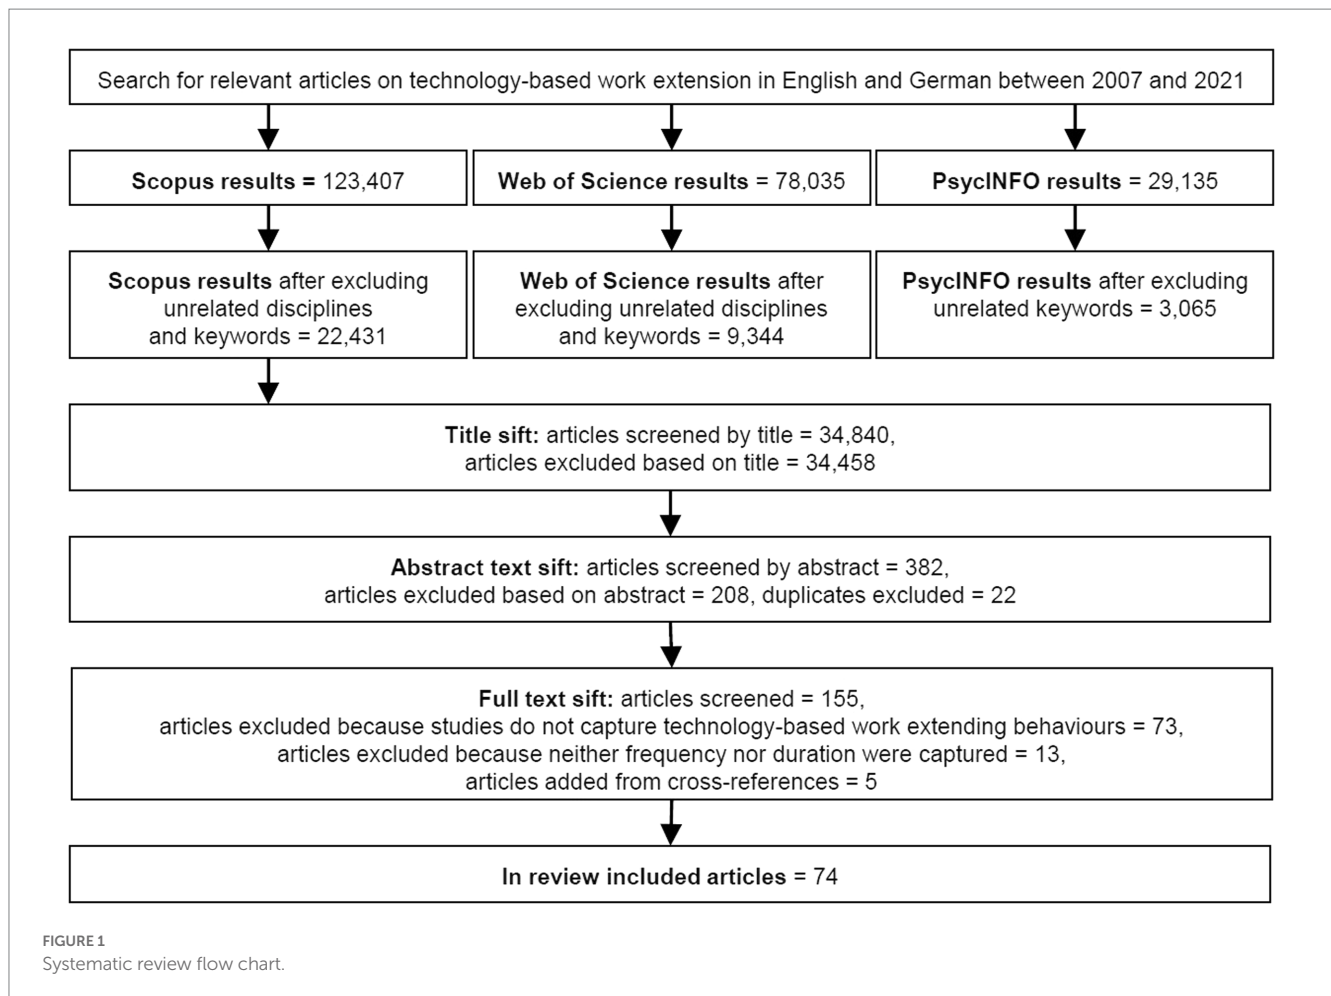 Search for relevant articles on technology-based work extension in English and German between 2007 and 2021
Scopus results = 123,407
Web of Science results = 78,035
PsycINFO results = 29,135
Scopus results after excluding
unrelated disciplines
and keywords = 22,431
Web of Science results after
excluding unrelated disciplines
and keywords = 9,344
PsycINFO results after excluding
unrelated keywords = 3,065
Title sift: articles screened by title = 34,840,
articles excluded based on title = 34,458
Abstract text sift: articles screened by abstract = 382,
articles excluded based on abstract = 208, duplicates excluded = 22
Full text sift: articles screened = 155,
articles excluded because studies do not capture technology-based work extending behaviours = 73,
articles excluded because neither frequency nor duration were captured = 13,
articles added from cross-references = 5
In review included articles = 74
FIGURE 1
Systematic review flow chart.